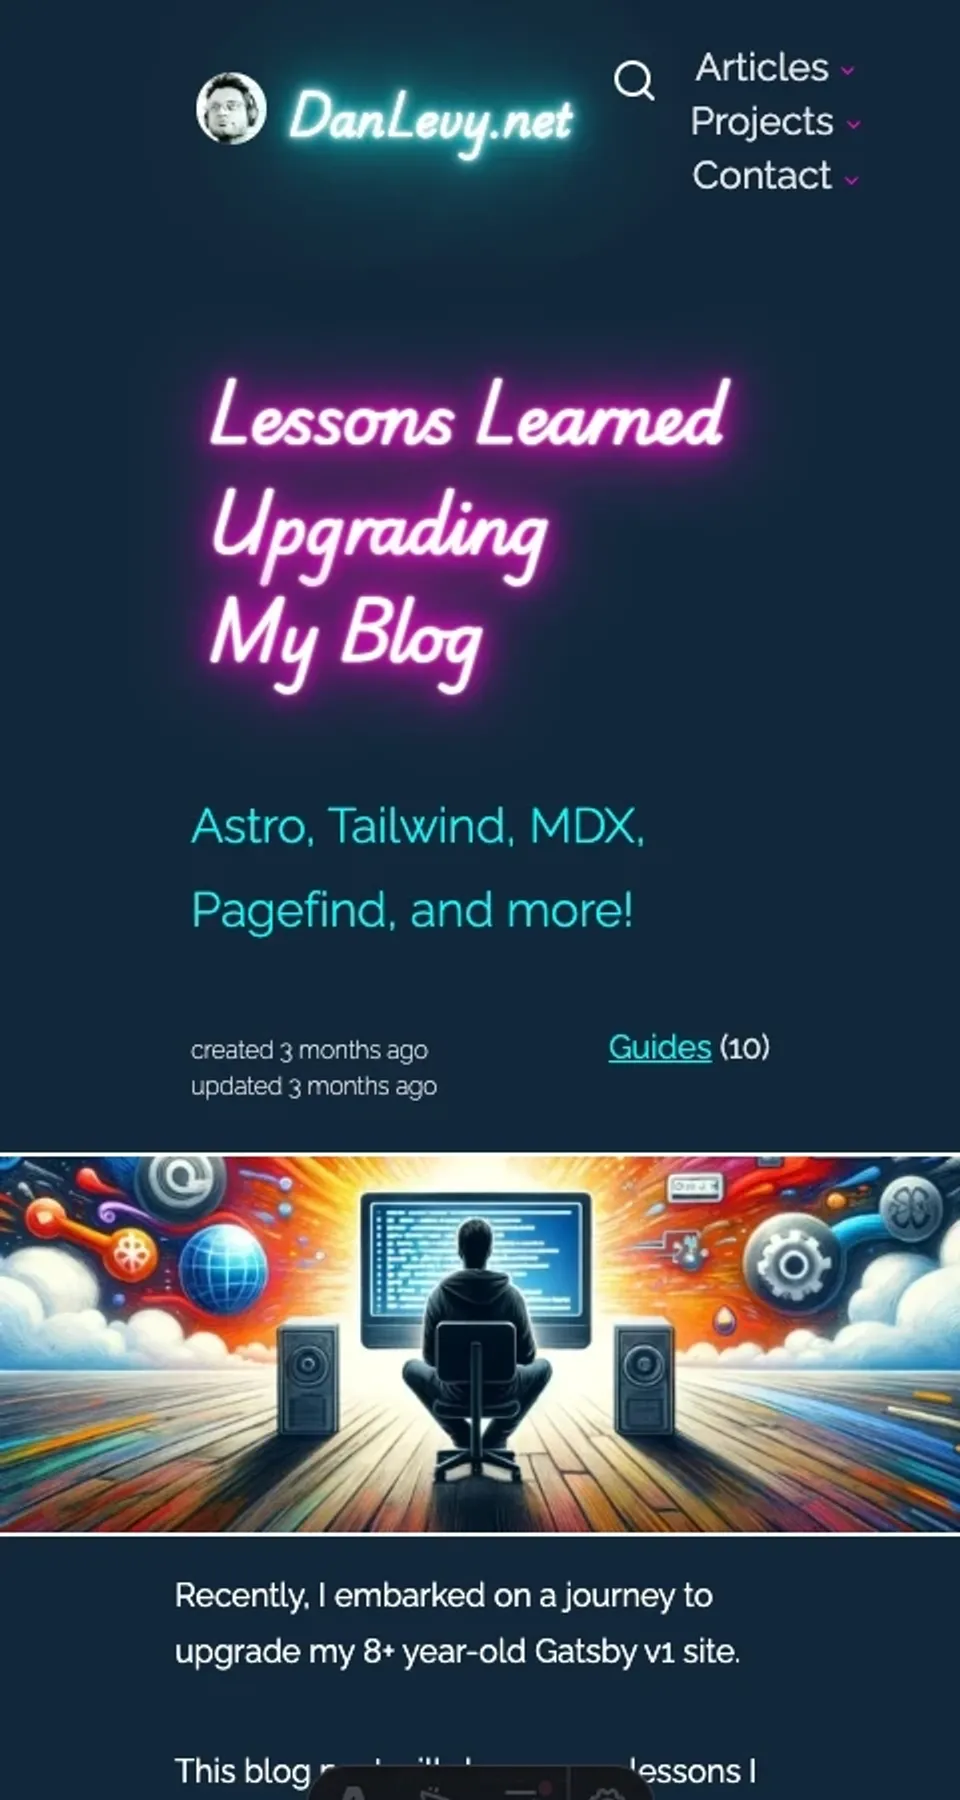 DanLevy.net
Articles
Projects
Contact
Lessons Learned
Upgrading
My Blog
Astro, Tailwind, MDX,
Pagefind, and more!
created 3 months ago
updated 3 months ago
Guides (10)
Recently, I embarked on a journey to
upgrade my 8+ year-old Gatsby v1 site.
This blog lessons I